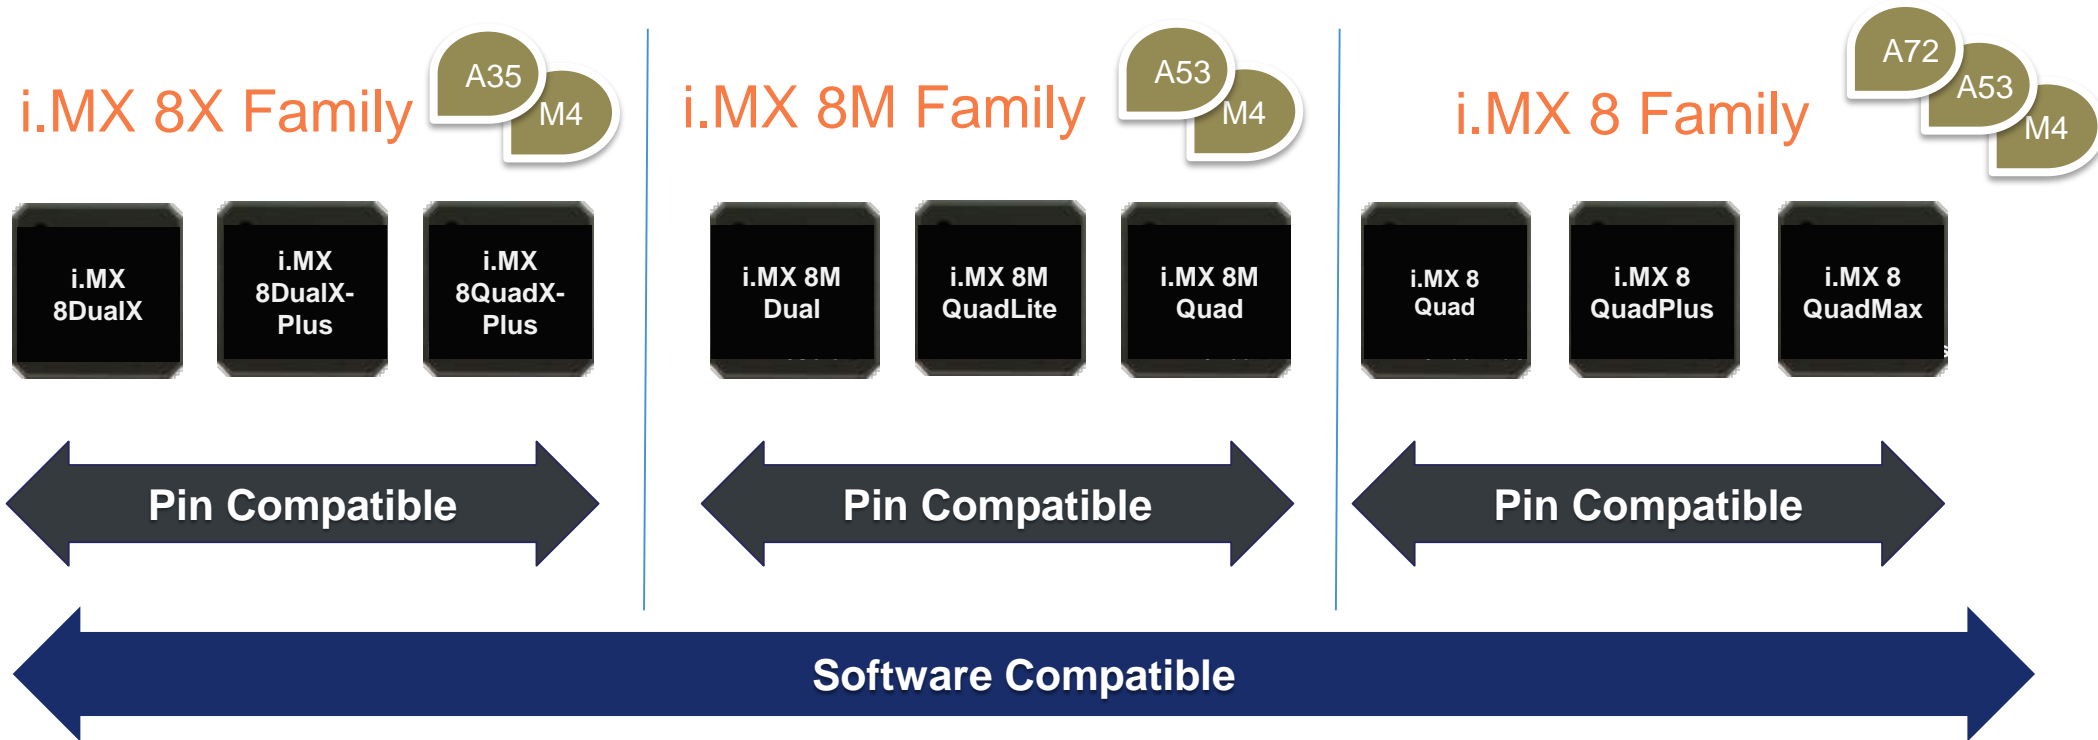 i.MX 8X Family
A35
M4
i.MX 8M Family
A53
M4
i.MX 8 Family
A72
A53
M4
i.MX
8DualX
i.MX
8DualX-
Plus
i.MX
8QuadX-
Plus
i.MX 8M
Dual
i.MX 8M
QuadLite
i.MX 8M
Quad
i.MX 8
Quad
i.MX 8
QuadPlus
i.MX 8
QuadMax
Pin Compatible
Pin Compatible
Pin Compatible
Software Compatible